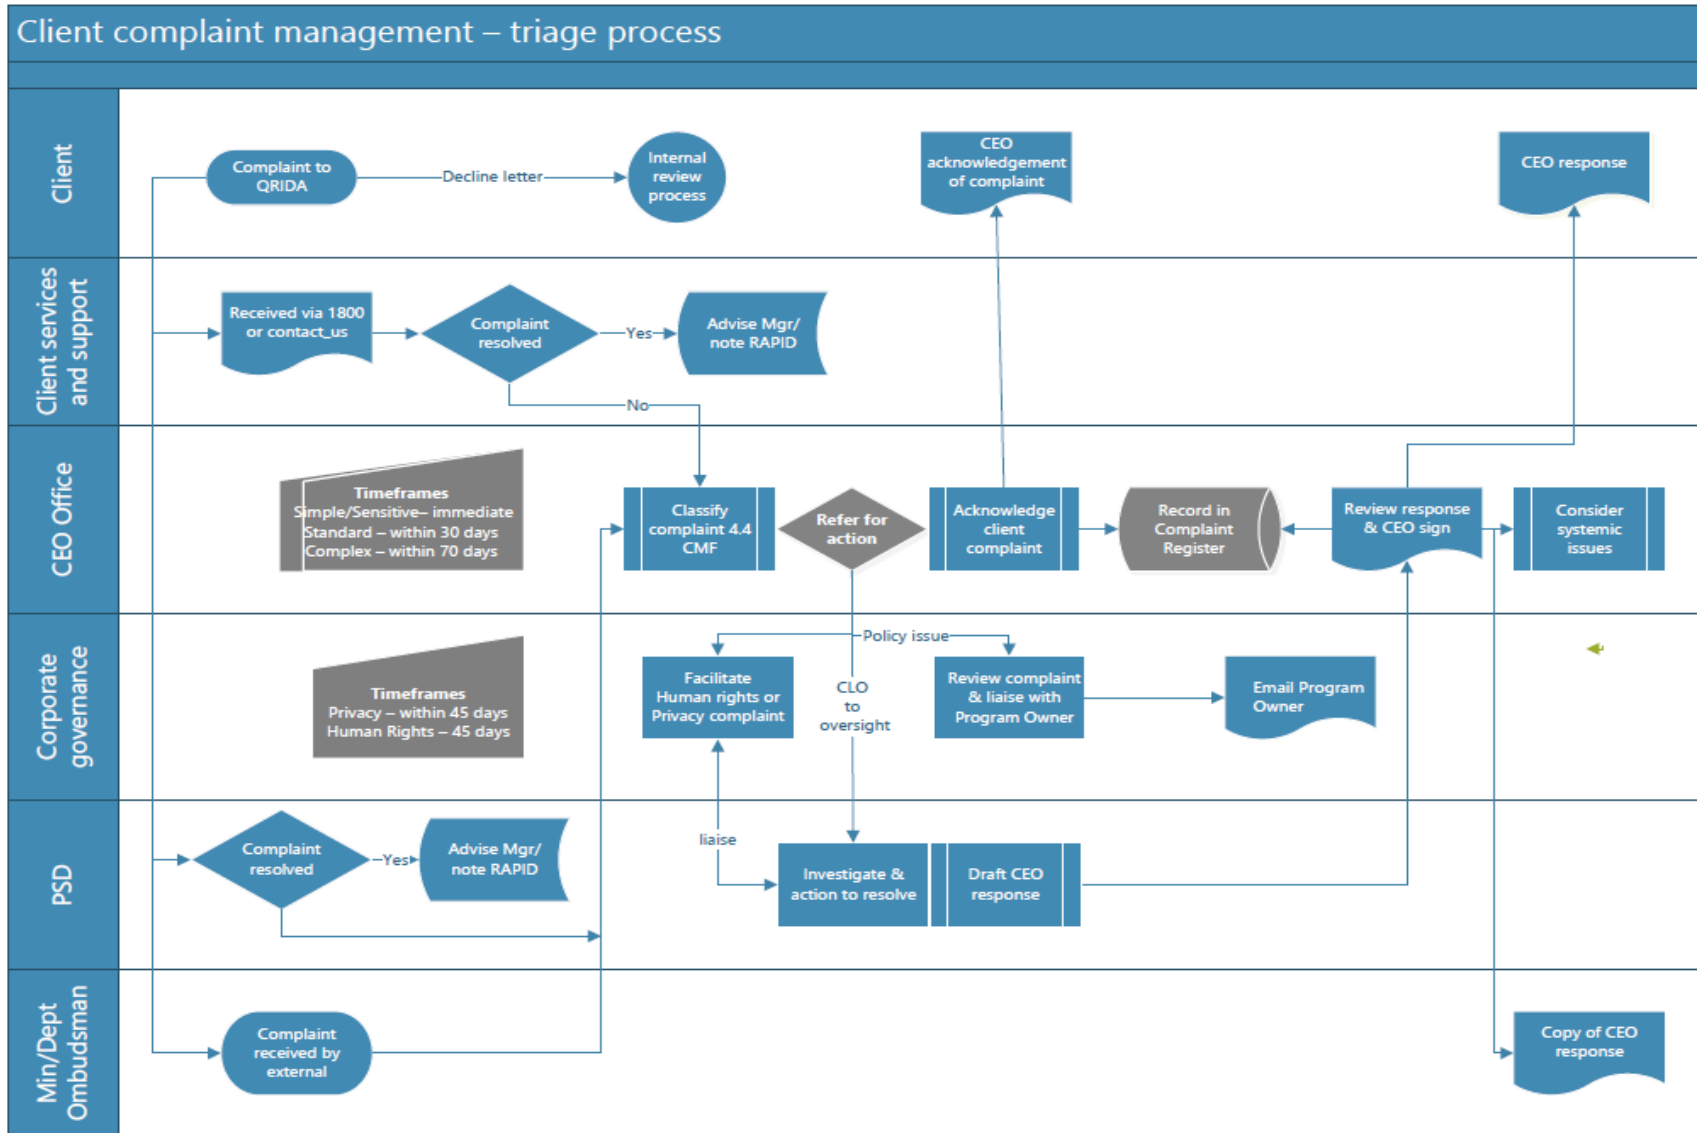 Client complaint management – triage process
Client
Complaint to
QRIDA
Decline letter
Internal
review
process
CEO
acknowledgement
of complaint
CEO response
Client services
and support
Received via 1800
or contact_us
Complaint
resolved
Yes
Advise Mgr/
note RAPID
No
CEO Office
Timeframes
Simple/Sensitive– immediate
Standard – within 30 days
Complex – within 70 days
Classify
complaint 4.4
CMF
Refer for
action
Acknowledge
client
complaint
Record in
Complaint
Register
Review response
& CEO sign
Consider
systemic
issues
Corporate
governance
Timeframes
Privacy – within 45 days
Human Rights – 45 days
Facilitate
Human rights or
Privacy complaint
Policy issue
CLO
to
oversight
Review complaint
& liaise with
Program Owner
Email Program
Owner
PSD
Complaint
resolved
Yes
Advise Mgr/
note RAPID
liaise
Investigate &
action to resolve
Draft CEO
response
Min/Dept
Ombudsman
Complaint
received by
external
Copy of CEO
response